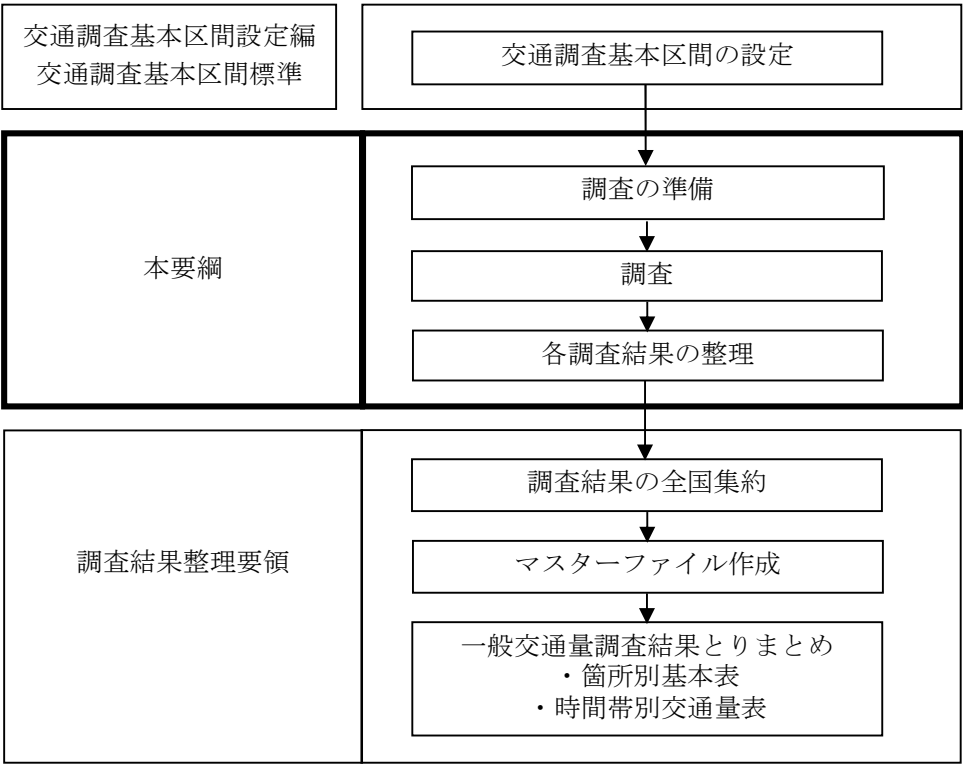 交通調査基本区間設定編
交通調査基本区間標準
交通調査基本区間の設定
本要綱
調査の準備
調査
各調査結果の整理
調査結果整理要領
調査結果の全国集約
マスターファイル作成
一般交通量調査結果とりまとめ
・箇所別基本表
・時間帯別交通量表